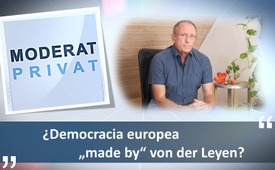 MODERAT
PRIVAT
¿Democracia europea
„made by“ von der Leyen?